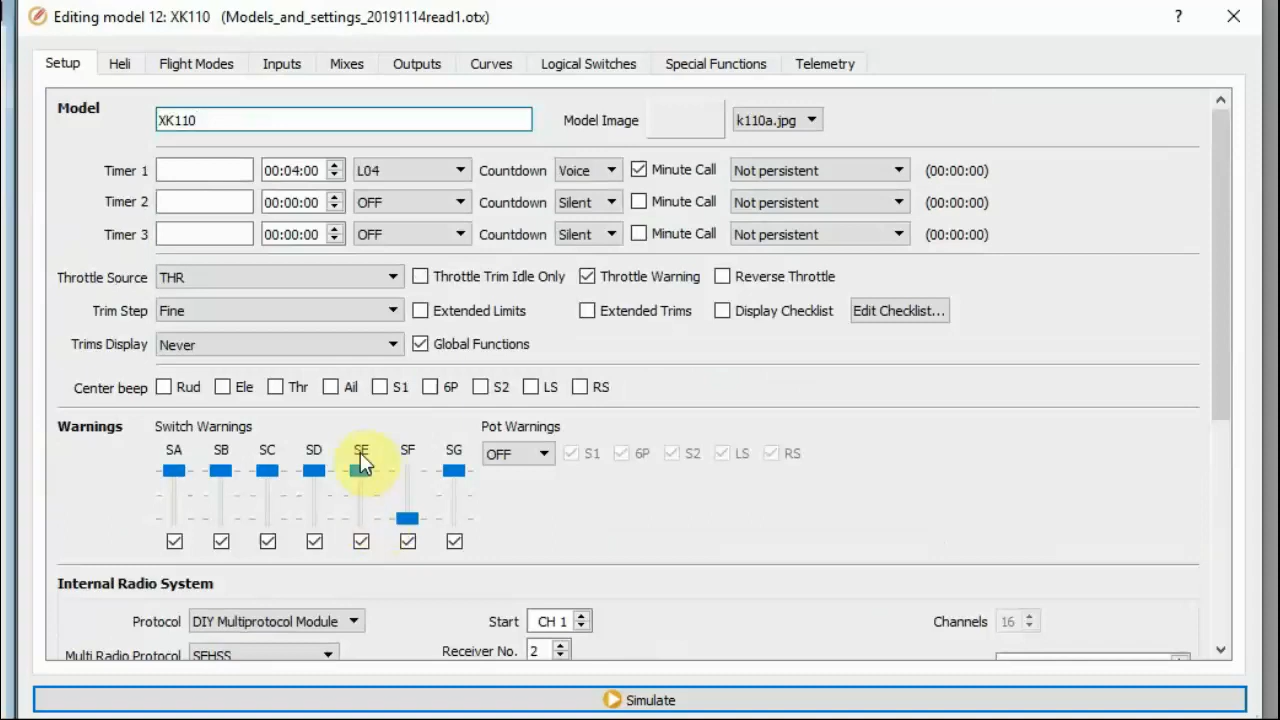 Editing model 12: XK110 (Models_and_settings_20191114read1.otx) ?
Setup Heli Flight Modes Inputs Mixes Outputs Curves Logical Switches Special Functions Telemetry
Model XK110 Model Image k110a.jpg
Timer 1 00:04:00 L04 Countdown Voice Minute Call Not persistent (00:00:00)
Timer 2 00:00:00 OFF Countdown Silent Minute Call Not persistent (00:00:00)
Timer 3 00:00:00 OFF Countdown Silent Minute Call Not persistent (00:00:00)
Throttle Source THR Throttle Trim Idle Only Throttle Warning Reverse Throttle
Trim Step Fine Extended Limits Extended Trims Display Checklist Edit Checklist...
Trims Display Never Global Functions
Center beep Rud Ele Thr Ail S1 6P S2 LS RS
Warnings Switch Warnings Pot Warnings
SA SB SC SD SE SF SG OFF S1 6P S2 LS RS
Internal Radio System
Protocol DIY Multiprotocol Module Start CH 1 Channels 16
Multi Radio Protocol SFHSS Receiver No. 2
Simulate